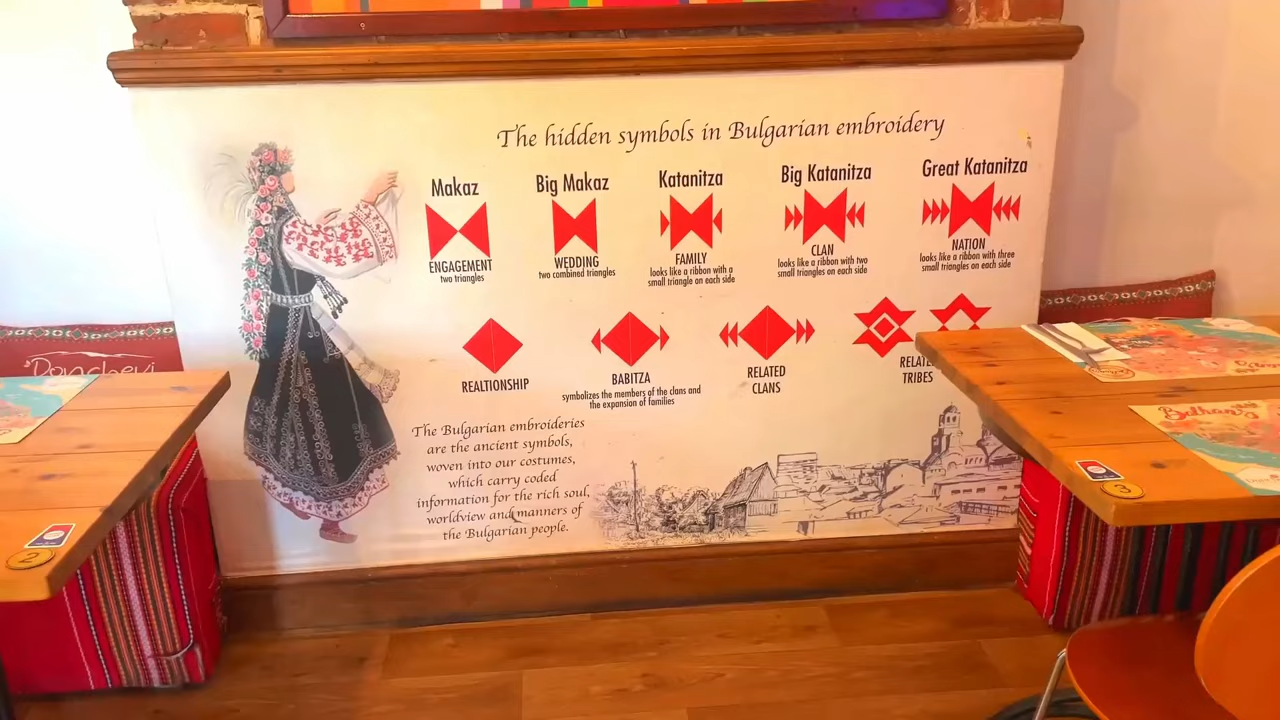 The hidden symbols in Bulgarian embroidery
Makaz
ENGAGEMENT
two triangles
Big Makaz
WEDDING
two combined triangles
Katanitza
FAMILY
looks like a ribbon with a
small triangle on each side
Big Katanitza
CLAN
looks like a ribbon with two
small triangles on each side
Great Katanitza
NATION
looks like a ribbon with three
small triangles on each side
REALTIONSHIP
BABITZA
symbolizes the members of the clans and
the expansion of families
RELATED
CLANS
TRIBES
The Bulgarian embroideries
are the ancient symbols,
woven into our costumes,
which carry coded
information for the rich soul,
worldview and manners of
the Bulgarian people.
Donchevi
2
3